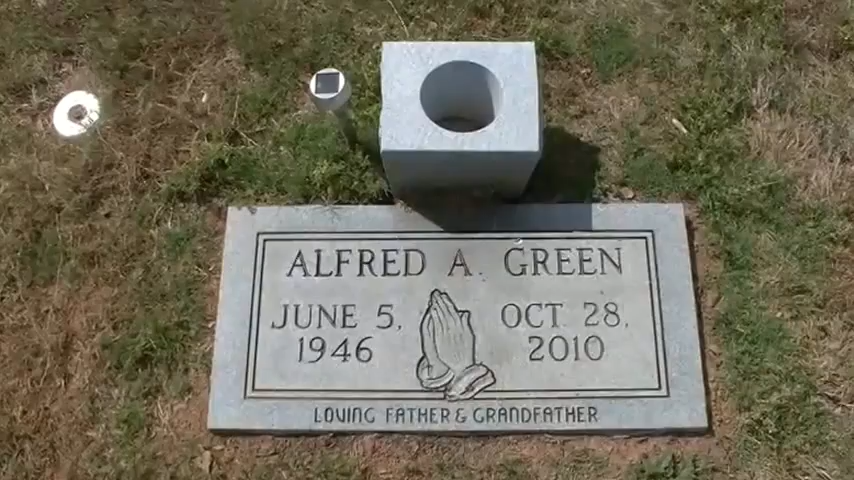 ALFRED A. GREEN
JUNE 5, OCT. 28,
1946 2010
LOVING FATHER & GRANDFATHER